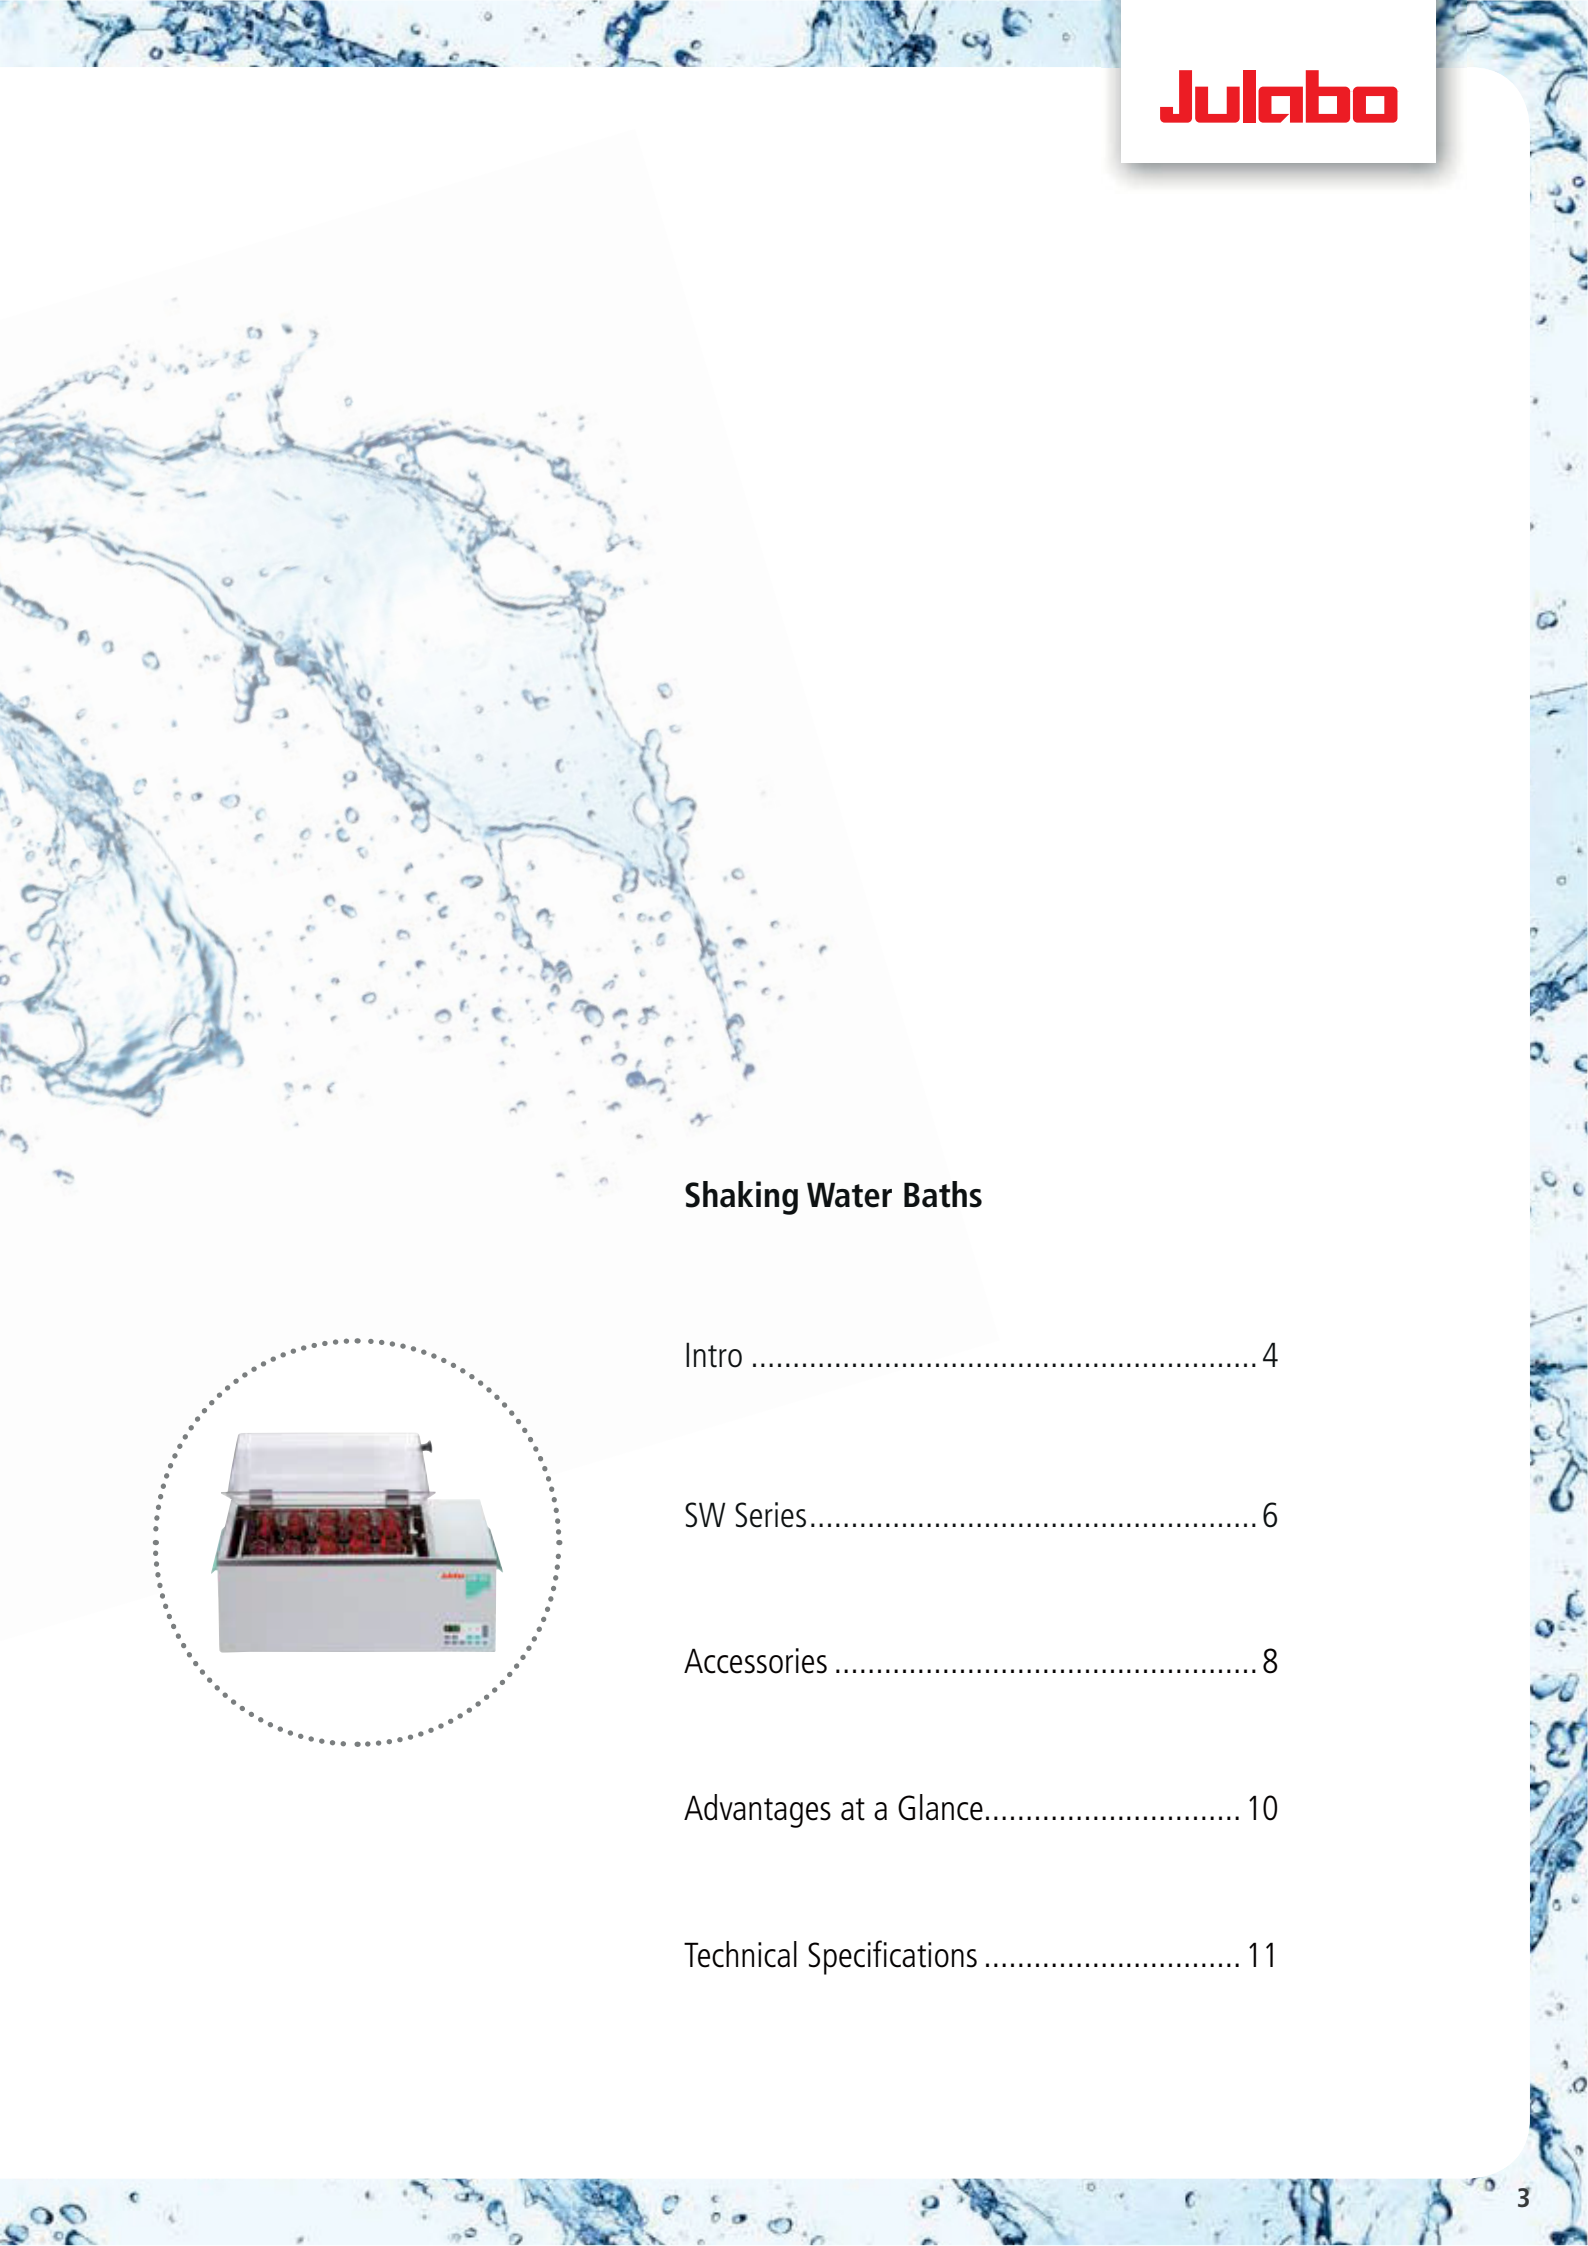 Julabo
Shaking Water Baths
Intro ............................................................. 4
SW Series...................................................... 6
Accessories ................................................... 8
Advantages at a Glance............................... 10
Technical Specifications ............................... 11
3